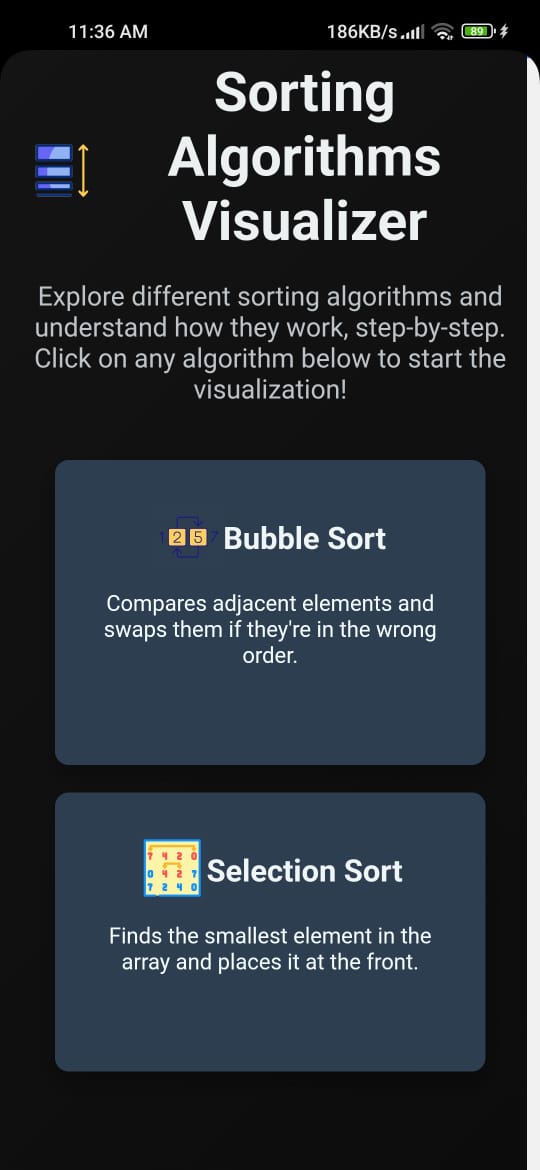 11:36 AM 186KB/s 89
Sorting
Algorithms
Visualizer
Explore different sorting algorithms and
understand how they work, step-by-step.
Click on any algorithm below to start the
visualization!
1 2 5 7 Bubble Sort
Compares adjacent elements and
swaps them if they're in the wrong
order.
7 4 2 0
0 4 2 7
7 2 4 0
Selection Sort
Finds the smallest element in the
array and places it at the front.